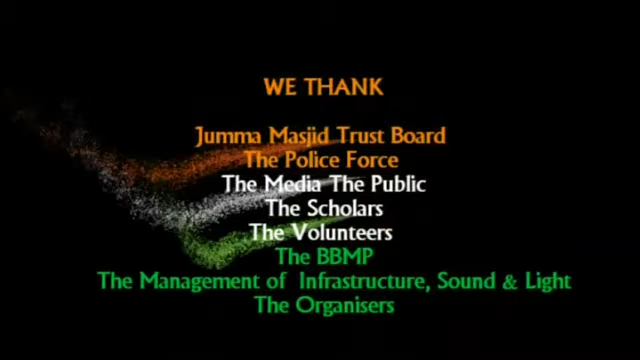 WE THANK
Jumma Masjid Trust Board
The Police Force
The Media The Public
The Scholars
The Volunteers
The BBMP
The Management of Infrastructure, Sound & Light
The Organisers